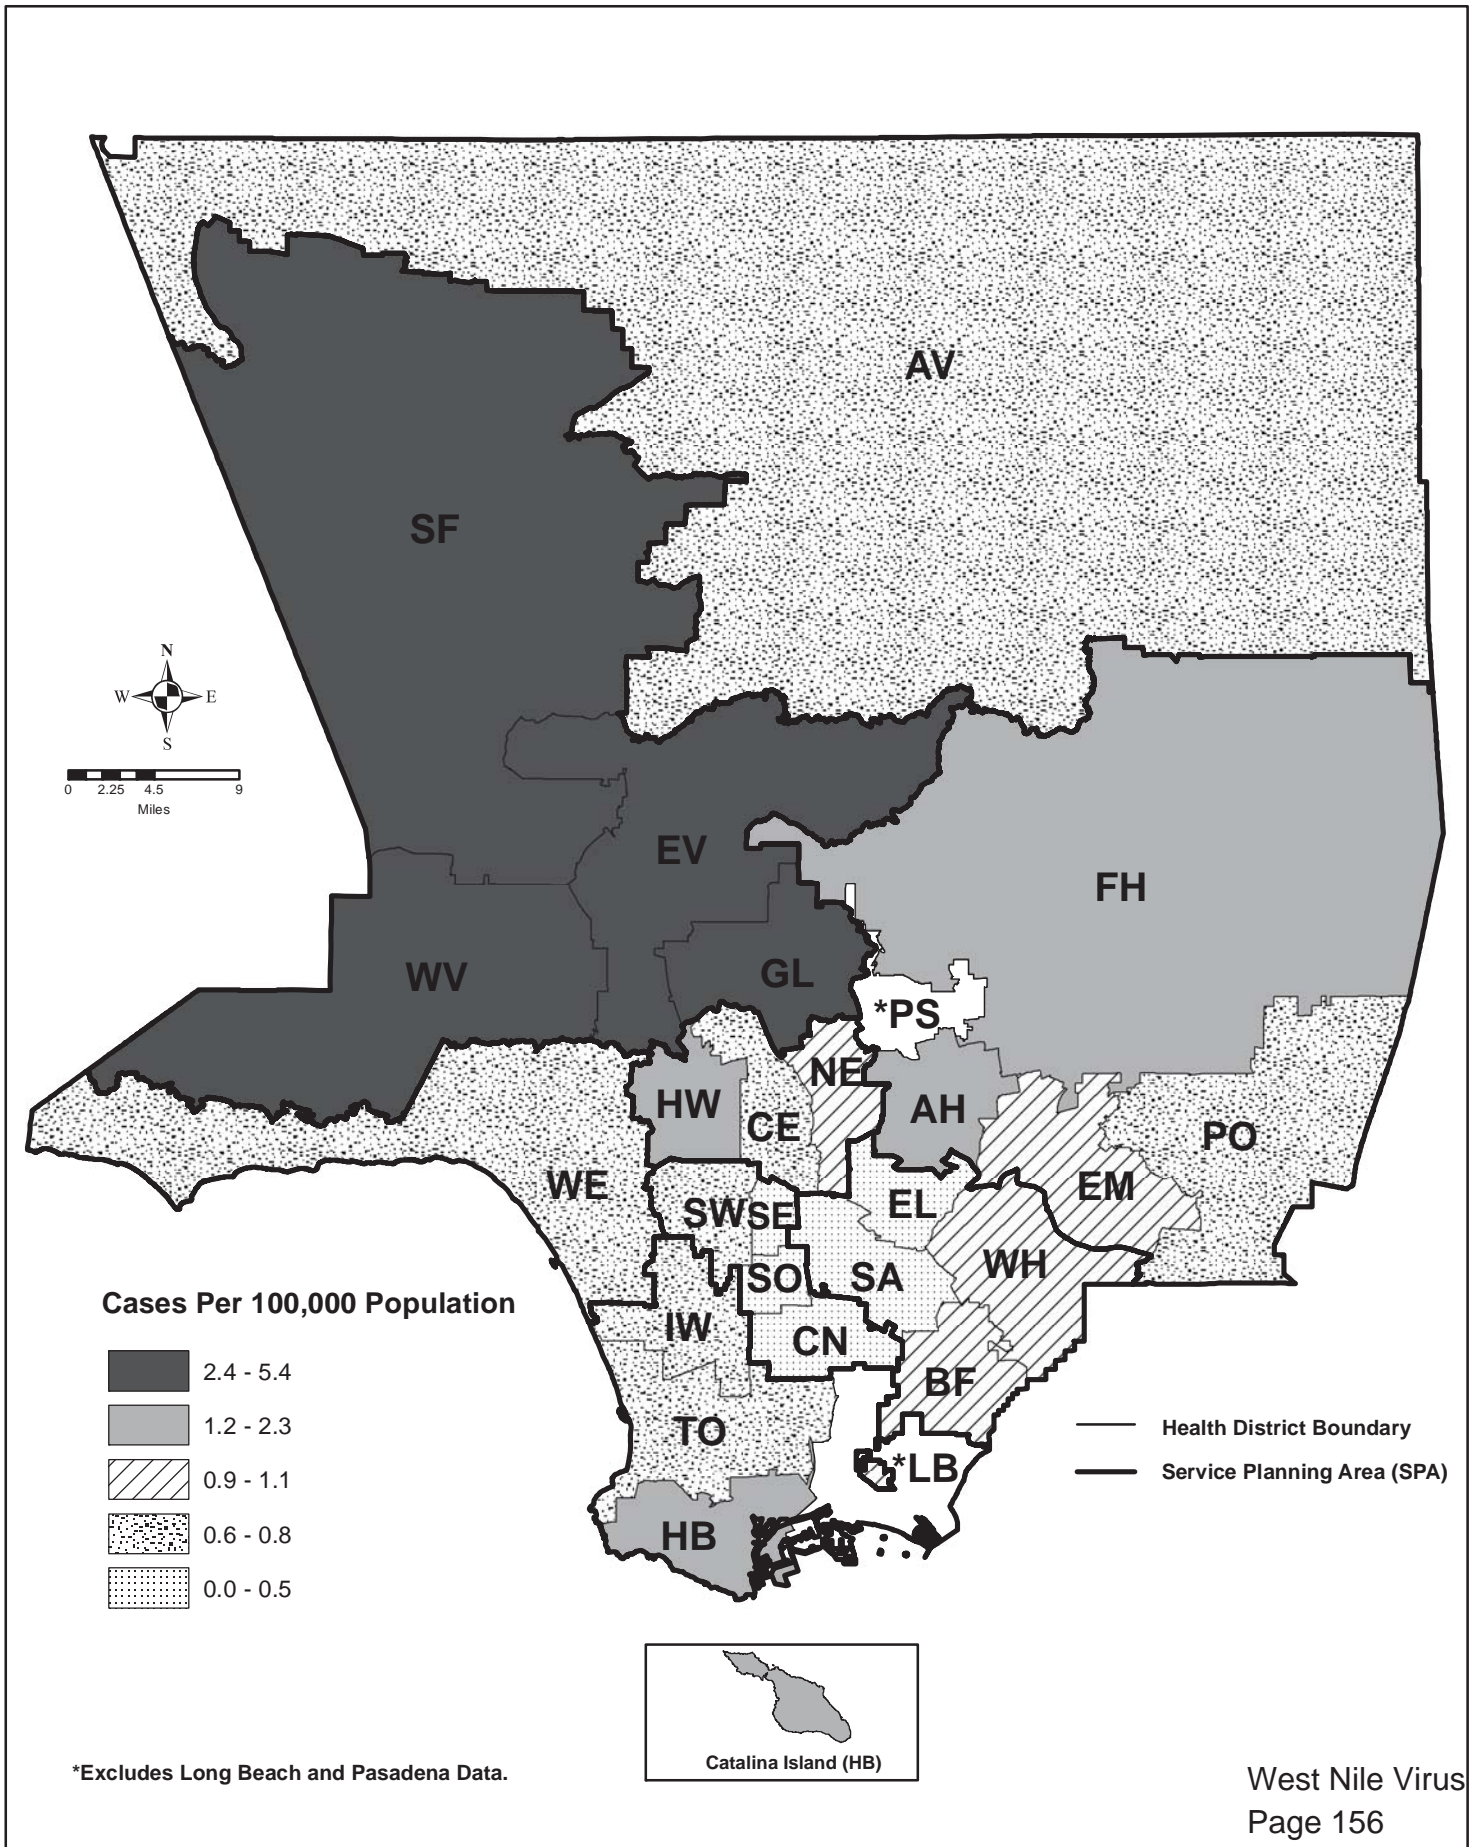 AV
SF
N
W E
S
0 2.25 4.5 9
Miles
EV
FH
WV
GL
*PS
NE
HW
AH
CE
PO
WE
EM
EL
SW
SE
WH
SO
SA
Cases Per 100,000 Population
IW
CN
2.4 - 5.4
BF
1.2 - 2.3
TO
Health District Boundary
*LB
Service Planning Area (SPA)
0.9 - 1.1
0.6 - 0.8
HB
0.0 - 0.5
Catalina Island (HB)
*Excludes Long Beach and Pasadena Data.
West Nile Virus
Page 156